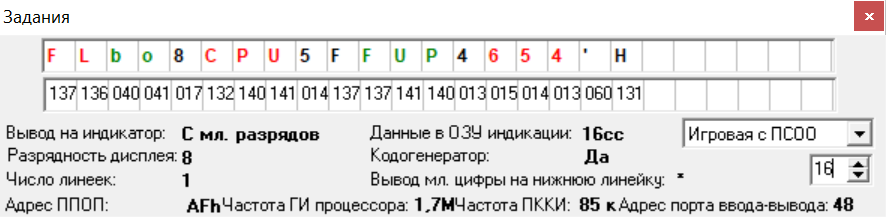 Задания
F L b o 8 C P U 5 F F U P 4 6 5 4 ' H
137 136 040 041 017 132 140 141 014 137 137 141 140 013 015 014 013 060 131
Вывод на индикатор: С мл. разрядов Данные в ОЗУ индикации: 16сс Игровая с ПСОО
Разрядность дисплея: 8 Кодогенератор: Да 16
Число линеек: 1 Вывод мл. цифры на нижнюю линейку: *
Адрес ППОП: AFh Частота ГИ процессора: 1,7М Частота ПККИ: 85 к Адрес порта ввода-вывода: 48